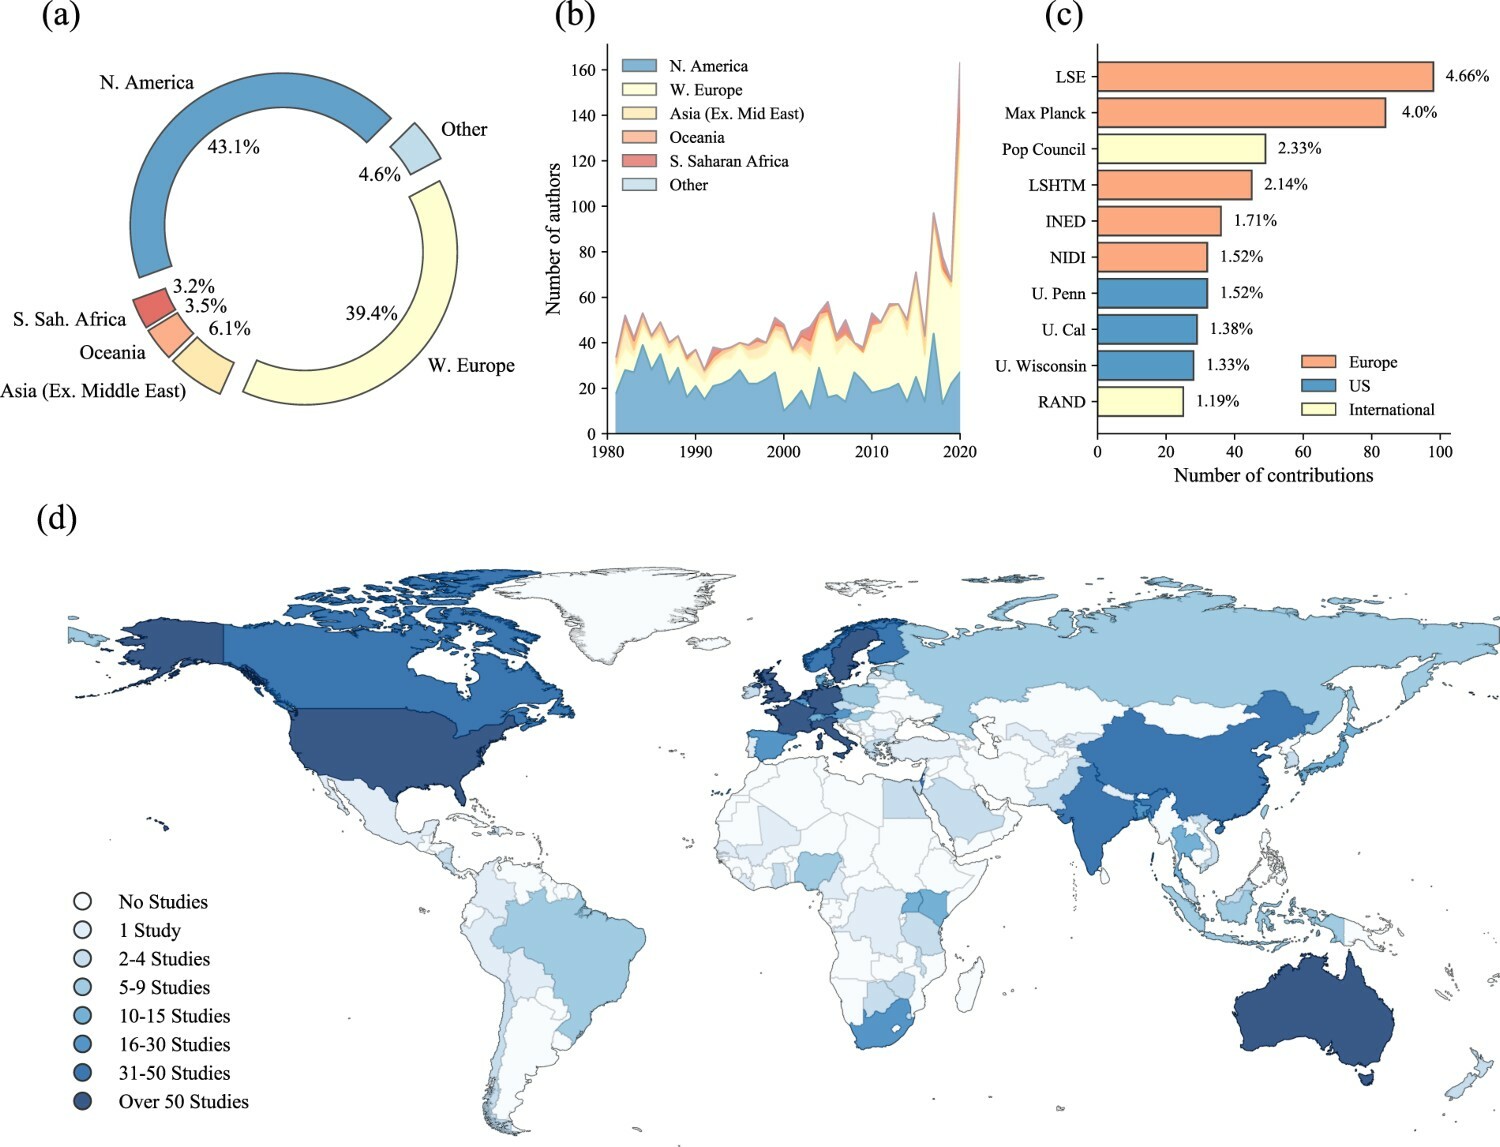 (a)
N. America
43.1%
Other
4.6%
39.4%
W. Europe
3.2%
3.5%
6.1%
S. Sah. Africa
Oceania
Asia (Ex. Middle East)
(b)
Number of authors
160
140
120
100
80
60
40
20
0
1980 1990 2000 2010 2020
N. America
W. Europe
Asia (Ex. Mid East)
Oceania
S. Saharan Africa
Other
(c)
LSE 4.66%
Max Planck 4.0%
Pop Council 2.33%
LSHTM 2.14%
INED 1.71%
NIDI 1.52%
U. Penn 1.52%
U. Cal 1.38%
U. Wisconsin 1.33%
RAND 1.19%
Europe
US
International
0 20 40 60 80 100
Number of contributions
(d)
No Studies
1 Study
2-4 Studies
5-9 Studies
10-15 Studies
16-30 Studies
31-50 Studies
Over 50 Studies